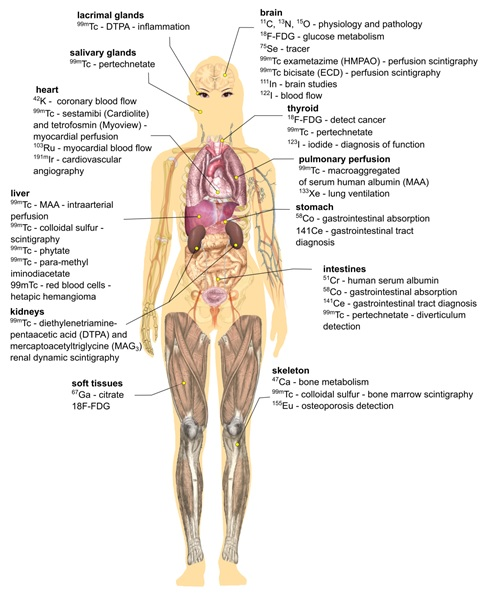 lacrimal glands
⁹⁹ᵐTc - DTPA - inflammation
salivary glands
⁹⁹ᵐTc - pertechnetate
heart
⁴²K - coronary blood flow
⁹⁹ᵐTc - sestamibi (Cardiolite)
and tetrofosmin (Myoview) -
myocardial perfusion
¹⁰³Ru - myocardial blood flow
¹⁹¹ᵐIr - cardiovascular
angiography
liver
⁹⁹ᵐTc - MAA - intraarterial
perfusion
⁹⁹ᵐTc - colloidal sulfur -
scintigraphy
⁹⁹ᵐTc - phytate
⁹⁹ᵐTc - para-methyl
iminodiacetate
99mTc - red blood cells -
hetapic hemangioma
kidneys
⁹⁹ᵐTc - diethylenetriamine-
pentaacetic acid (DTPA) and
mercaptoacetyltriglycine (MAG₃)
renal dynamic scintigraphy
soft tissues
⁶⁷Ga - citrate
18F-FDG
brain
¹¹C, ¹³N, ¹⁵O - physiology and pathology
¹⁸F-FDG - glucose metabolism
⁷⁵Se - tracer
⁹⁹ᵐTc exametazime (HMPAO) - perfusion scintigraphy
⁹⁹ᵐTc bicisate (ECD) - perfusion scintigraphy
¹¹¹In - brain studies
¹²²I - blood flow
thyroid
¹⁸F-FDG - detect cancer
⁹⁹ᵐTc - pertechnetate
¹²³I - iodide - diagnosis of function
pulmonary perfusion
⁹⁹ᵐTc - macroaggregated
of serum human albumin (MAA)
¹³³Xe - lung ventilation
stomach
⁵⁸Co - gastrointestinal absorption
141Ce - gastrointestinal tract
diagnosis
intestines
⁵¹Cr - human serum albumin
⁵⁸Co - gastrointestinal absorption
¹⁴¹Ce - gastrointestinal tract diagnosis
⁹⁹ᵐTc - pertechnetate - diverticulum
detection
skeleton
⁴⁷Ca - bone metabolism
⁹⁹ᵐTc - colloidal sulfur - bone marrow scintigraphy
¹⁵⁵Eu - osteoporosis detection